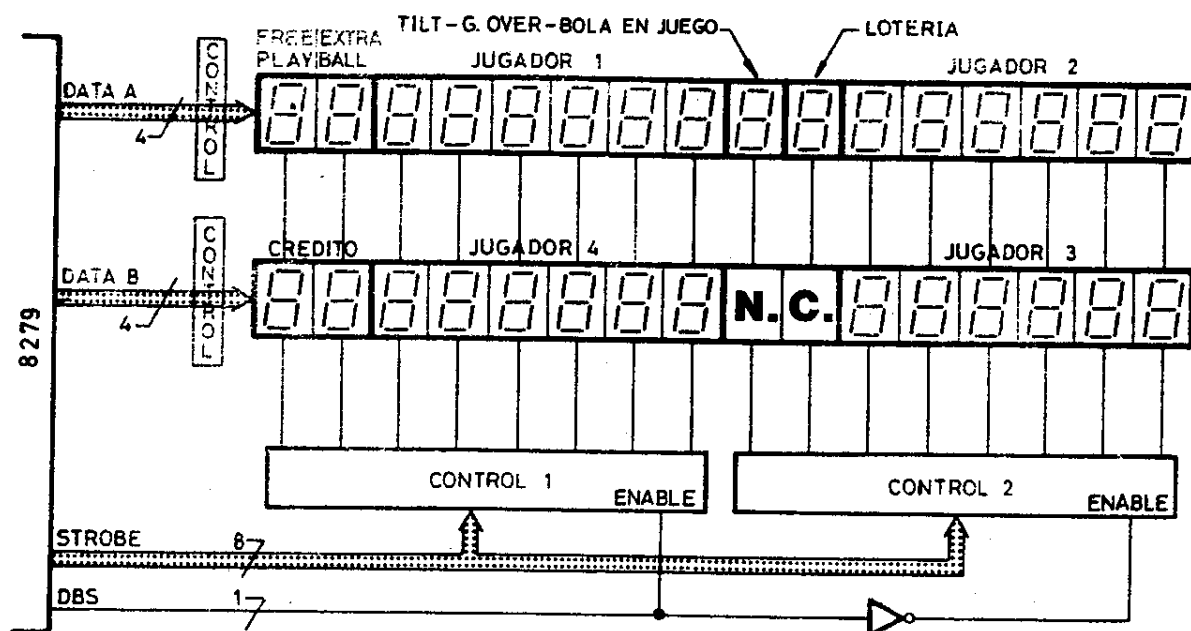 TILT-G. OVER-BOLA EN JUEGO
LOTERIA
FREE EXTRA
PLAY BALL
JUGADOR 1
JUGADOR 2
DATA A
4
CONTROL
CREDITO
JUGADOR 4
JUGADOR 3
DATA B
4
CONTROL
N.C.
8279
CONTROL 1
ENABLE
CONTROL 2
ENABLE
STROBE
8
DBS
1